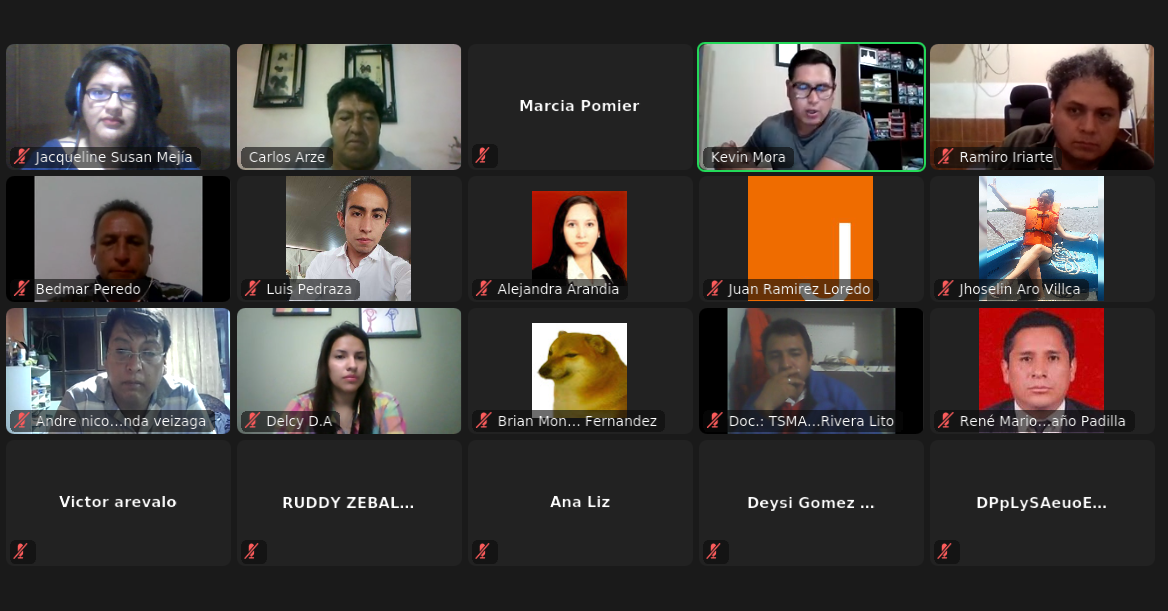 Jacqueline Susan Mejía
Carlos Arze
Marcia Pomier
Kevin Mora
Ramiro Iriarte
Bedmar Peredo
Luis Pedraza
Alejandra Arandia
J
Juan Ramirez Loredo
Jhoselin Aro Villca
Andre nico...nda veizaga
Delcy D.A
Brian Mon... Fernandez
Doc.: TSMA...Rivera Lito
René Mario...año Padilla
Victor arevalo
RUDDY ZEBAL...
Ana Liz
Deysi Gomez ...
DPpLySAeuoE...